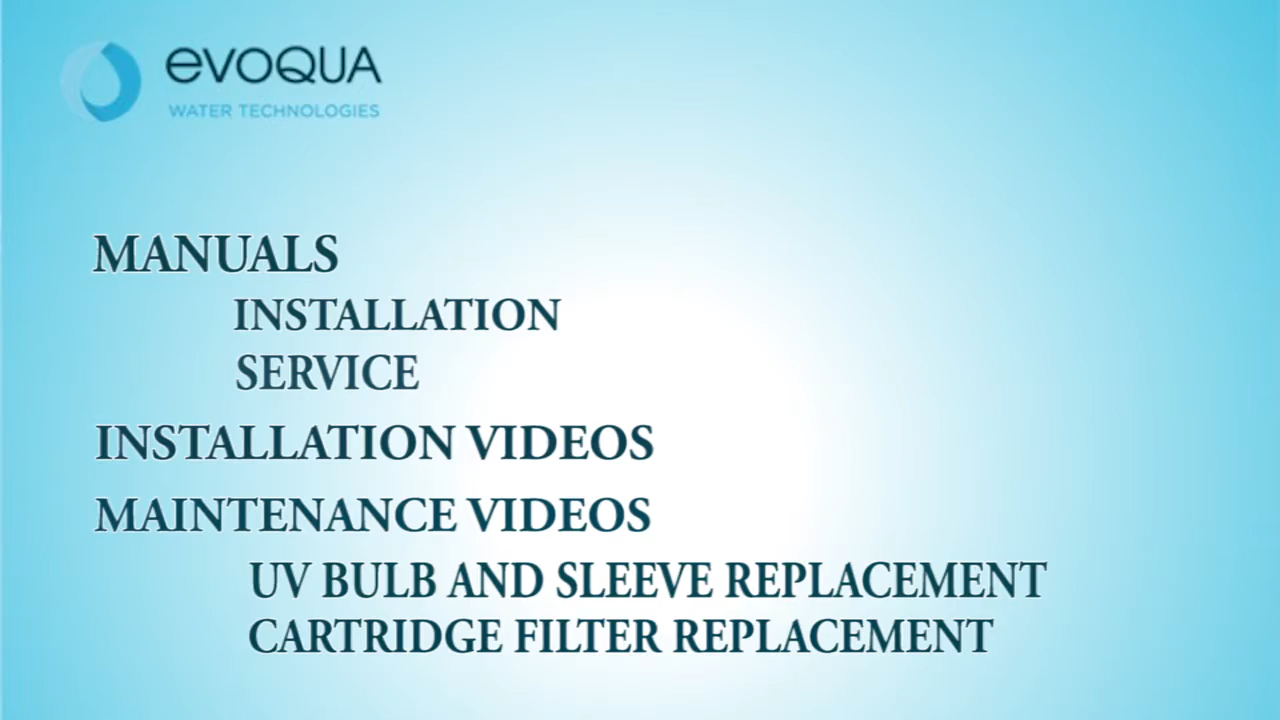 evoQUA
WATER TECHNOLOGIES
MANUALS
INSTALLATION
SERVICE
INSTALLATION VIDEOS
MAINTENANCE VIDEOS
UV BULB AND SLEEVE REPLACEMENT
CARTRIDGE FILTER REPLACEMENT